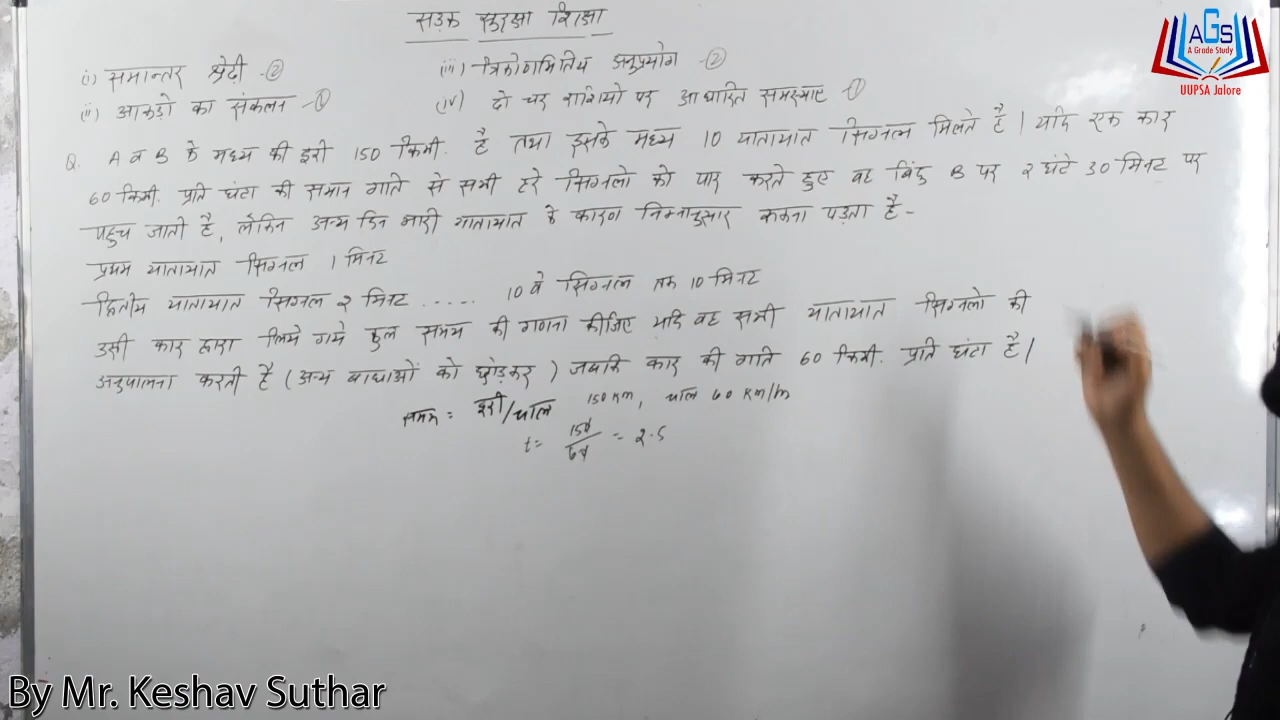 सड़क सुरक्षा शिक्षा
(i) समान्तर श्रेढ़ी - ②
(iii) त्रिकोणमितिय अनुप्रयोग - ②
(ii) आकड़ो का संकलन - ①
(iv) दो चर राशियो पर आधारित समस्याए - ①
Q. A व B के मध्य की दूरी 150 किमी. है तथा इसके मध्य 10 यातायात सिग्नल मिलते है। यदि एक कार
60 किमी. प्रति घंटा की समान गति से सभी हरे सिग्नलो को पार करते हुए वह बिंदु B पर 2 घंटे 30 मिनट पर
पहुच जाती है, लेकिन अन्य दिन भारी यातायात के कारण निम्नानुसार रुकना पड़ता है -
प्रथम यातायात सिग्नल 1 मिनट
द्वितीय यातायात सिग्नल 2 मिनट ..... 10 वे सिग्नल तक 10 मिनट
उसी कार द्वारा लिये गये कुल समय की गणना कीजिए यदि वह सभी यातायात सिग्नलो की
अनुपालना करती है (अन्य बाधाओं को छोड़कर) जबकि कार की गति 60 किमी. प्रति घंटा है।
समय = दूरी/चाल 150 km, चाल 60 km/h
t = 150/60 = 2.5
AGS
A Grade Study
UUPSA Jalore
By Mr. Keshav Suthar